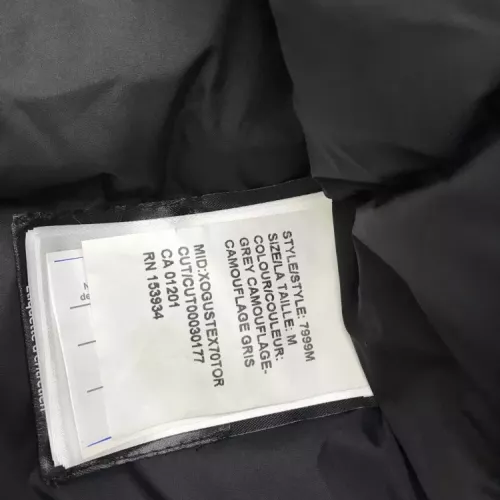 STYLE/STYLE: 7999M
SIZE/LA TAILLE: M
COLOUR/COULEUR:
GREY CAMOUFLAGE-
CAMOUFLAGE GRIS
MID:XOGUSTEX70TOR
CUT/CUT00030177
CA 01201
RN 153934